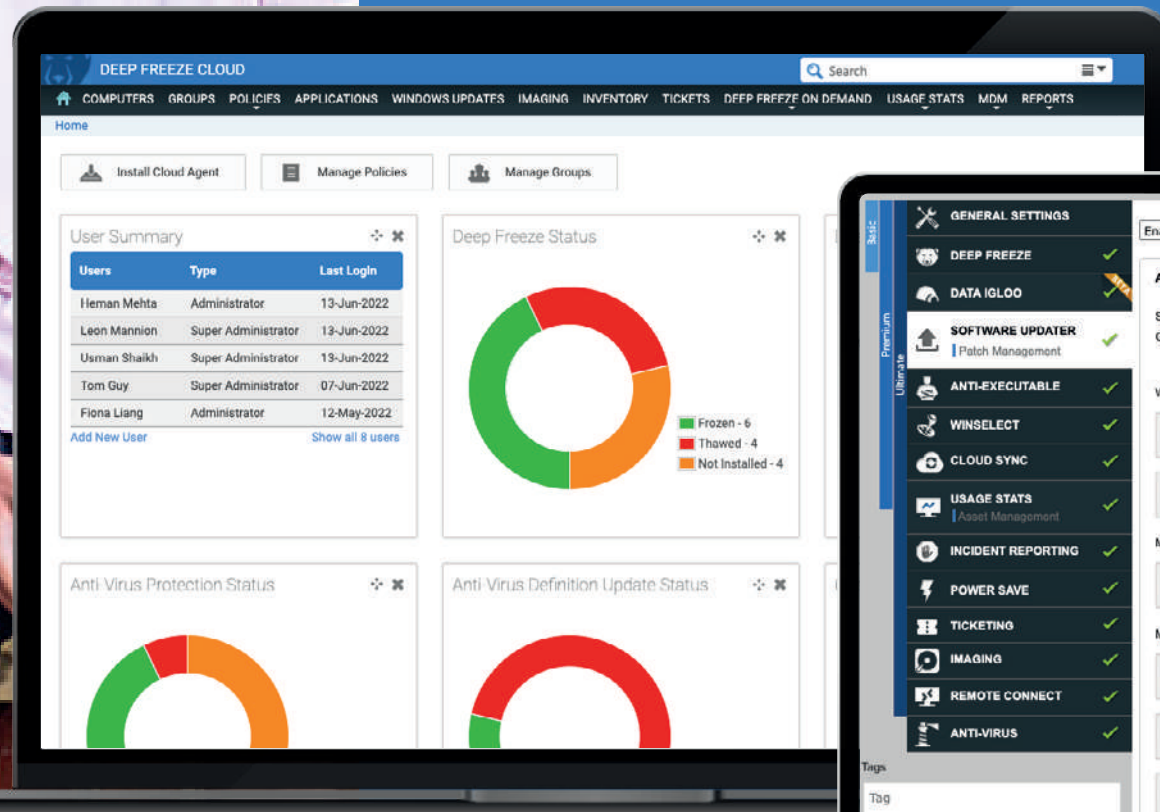 DEEP FREEZE CLOUD
Search
COMPUTERS GROUPS POLICIES APPLICATIONS WINDOWS UPDATES IMAGING INVENTORY TICKETS DEEP FREEZE ON DEMAND USAGE STATS MDM REPORTS
Home
Install Cloud Agent Manage Policies Manage Groups
User Summary
Users Type Last Login
Heman Mehta Administrator 13-Jun-2022
Leon Mannion Super Administrator 13-Jun-2022
Usman Shaikh Super Administrator 13-Jun-2022
Tom Guy Super Administrator 07-Jun-2022
Fiona Liang Administrator 12-May-2022
Add New User Show all 8 users
Deep Freeze Status
Frozen - 6
Thawed - 4
Not Installed - 4
Anti-Virus Protection Status
Anti-Virus Definition Update Status
Basic
Premium
Ultimate
GENERAL SETTINGS
DEEP FREEZE
DATA IGLOO
BETA
SOFTWARE UPDATER
Patch Management
ANTI-EXECUTABLE
WINSELECT
CLOUD SYNC
USAGE STATS
Asset Management
INCIDENT REPORTING
POWER SAVE
TICKETING
IMAGING
REMOTE CONNECT
ANTI-VIRUS
Tags
Tag